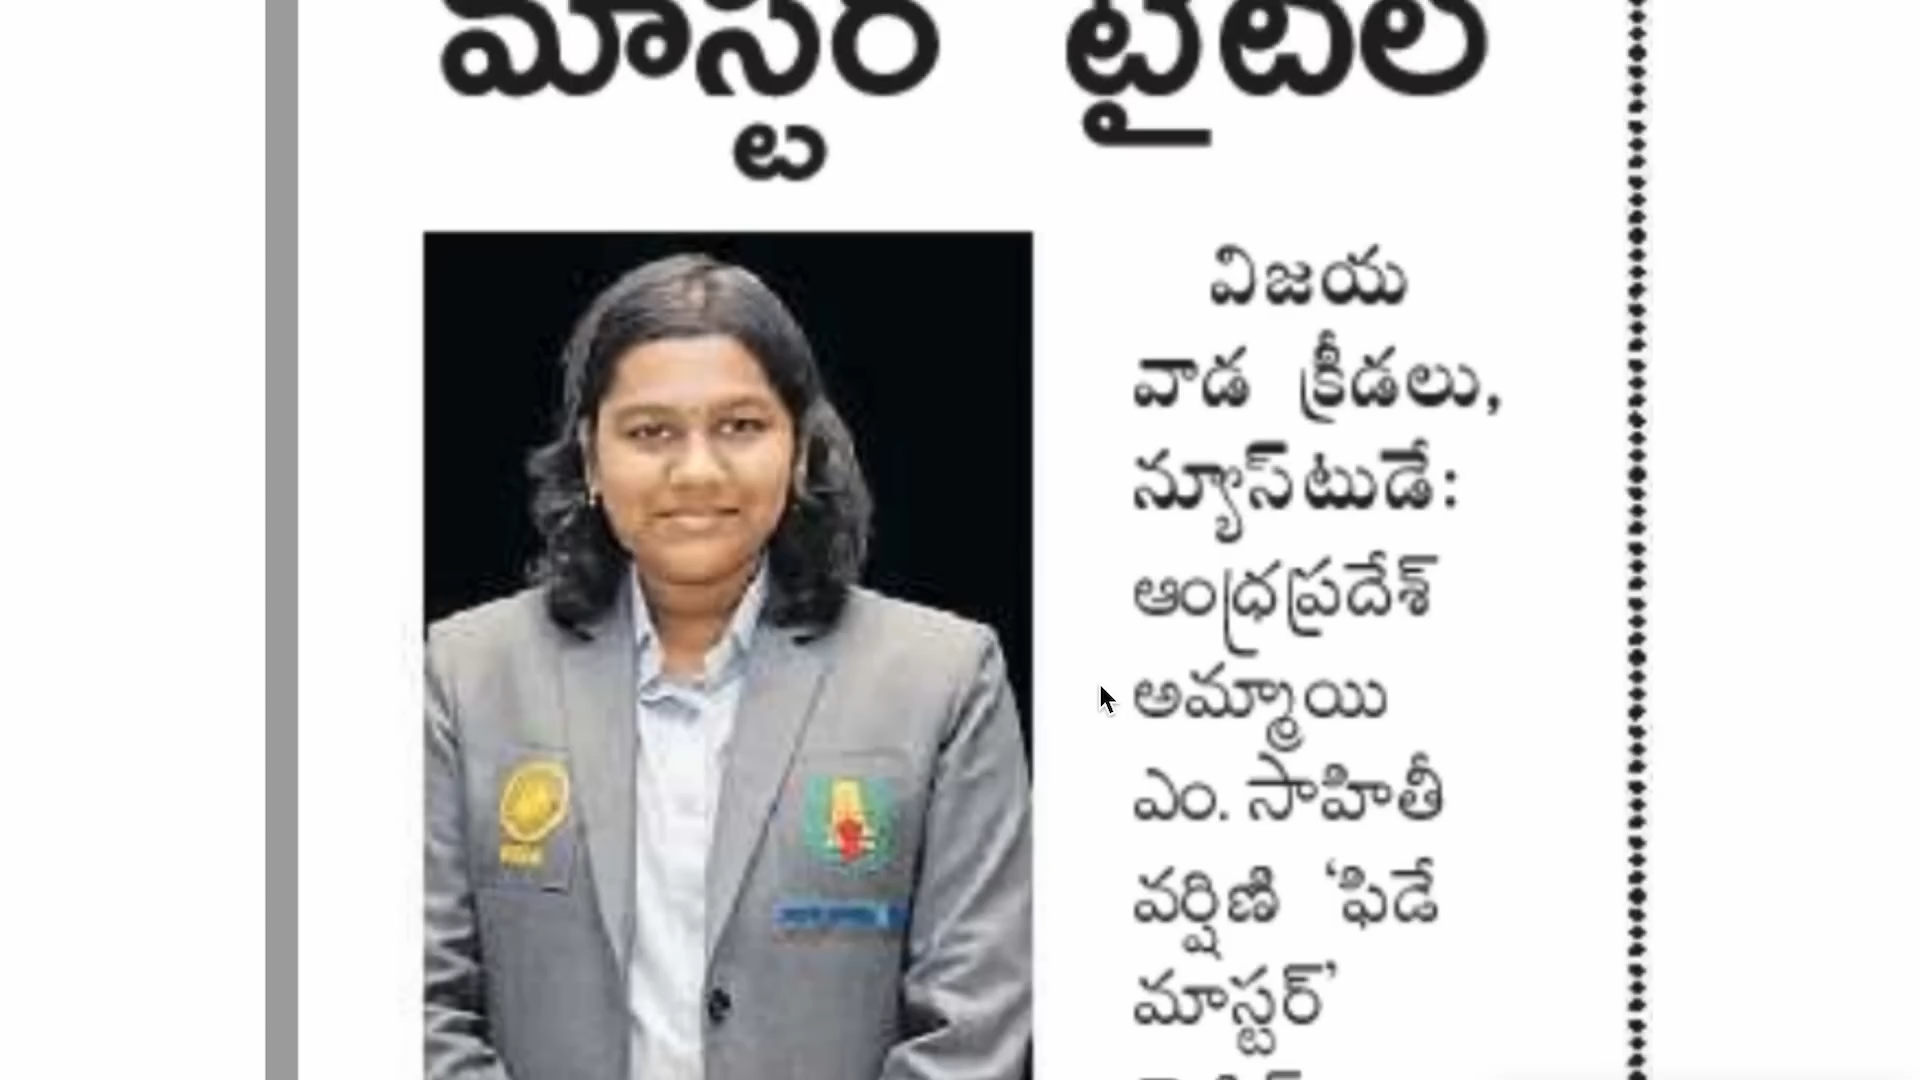 మాస్టర్ టైటిల్
విజయ
వాడ క్రీడలు,
న్యూస్‌టుడే:
ఆంధ్రప్రదేశ్
అమ్మాయి
ఎం. సాహితీ
వర్షిణి ‘ఫిడే
మాస్టర్’